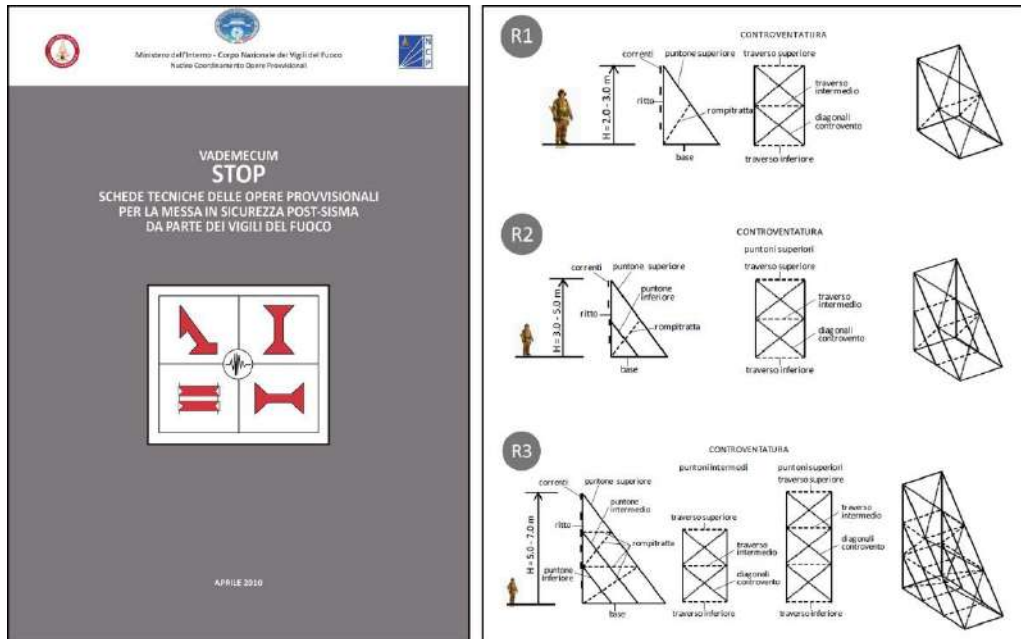 Ministero dell'Interno - Corpo Nazionale dei Vigili del Fuoco
Nucleo Coordinamento Opere Provvisionali
NCP
VADEMECUM
STOP
SCHEDE TECNICHE DELLE OPERE PROVVISIONALI
PER LA MESSA IN SICUREZZA POST-SISMA
DA PARTE DEI VIGILI DEL FUOCO
APRILE 2010
R1
CONTROVENTATURA
correnti
puntone superiore
traverso superiore
H = 2.0 - 3.0 m
ritto
rompitratta
traverso
intermedio
diagonali
controvento
base
traverso inferiore
R2
CONTROVENTATURA
puntoni superiori
correnti
puntone superiore
traverso superiore
H = 3.0 - 5.0 m
puntone
inferiore
ritto
rompitratta
traverso
intermedio
diagonali
controvento
base
traverso inferiore
R3
CONTROVENTATURA
puntoni intermedi
puntoni superiori
correnti
puntone superiore
traverso superiore
H = 5.0 - 7.0 m
puntone
intermedio
ritto
rompitratta
puntone
inferiore
base
traverso superiore
traverso
intermedio
diagonali
controvento
traverso inferiore
traverso
intermedio
diagonali
controvento
traverso inferiore